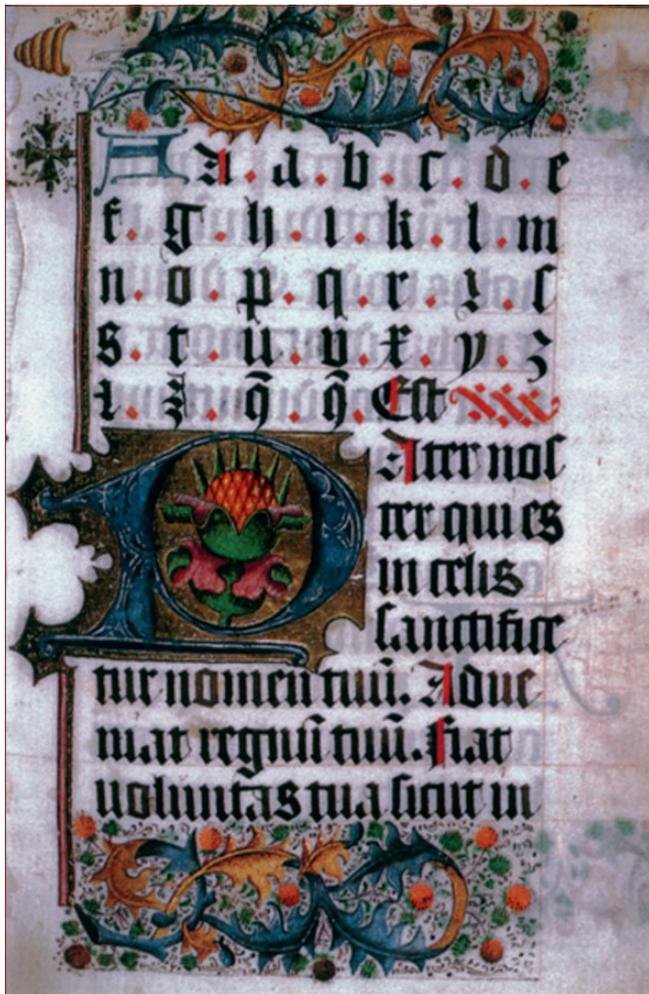 A A . a . b . c . d . e
f . g . h . i . k . l . m
n . o . p . q . r . ꝛ . ſ
s . t . u . v . x . y . z
ꝫ . q̃ . q̃ . Eſt
Pater noſ
ter qui es
in celis
ſanctifice
tur nomen tuū. Adue
niat regnū tuū. Fiat
voluntas tua ſicut in